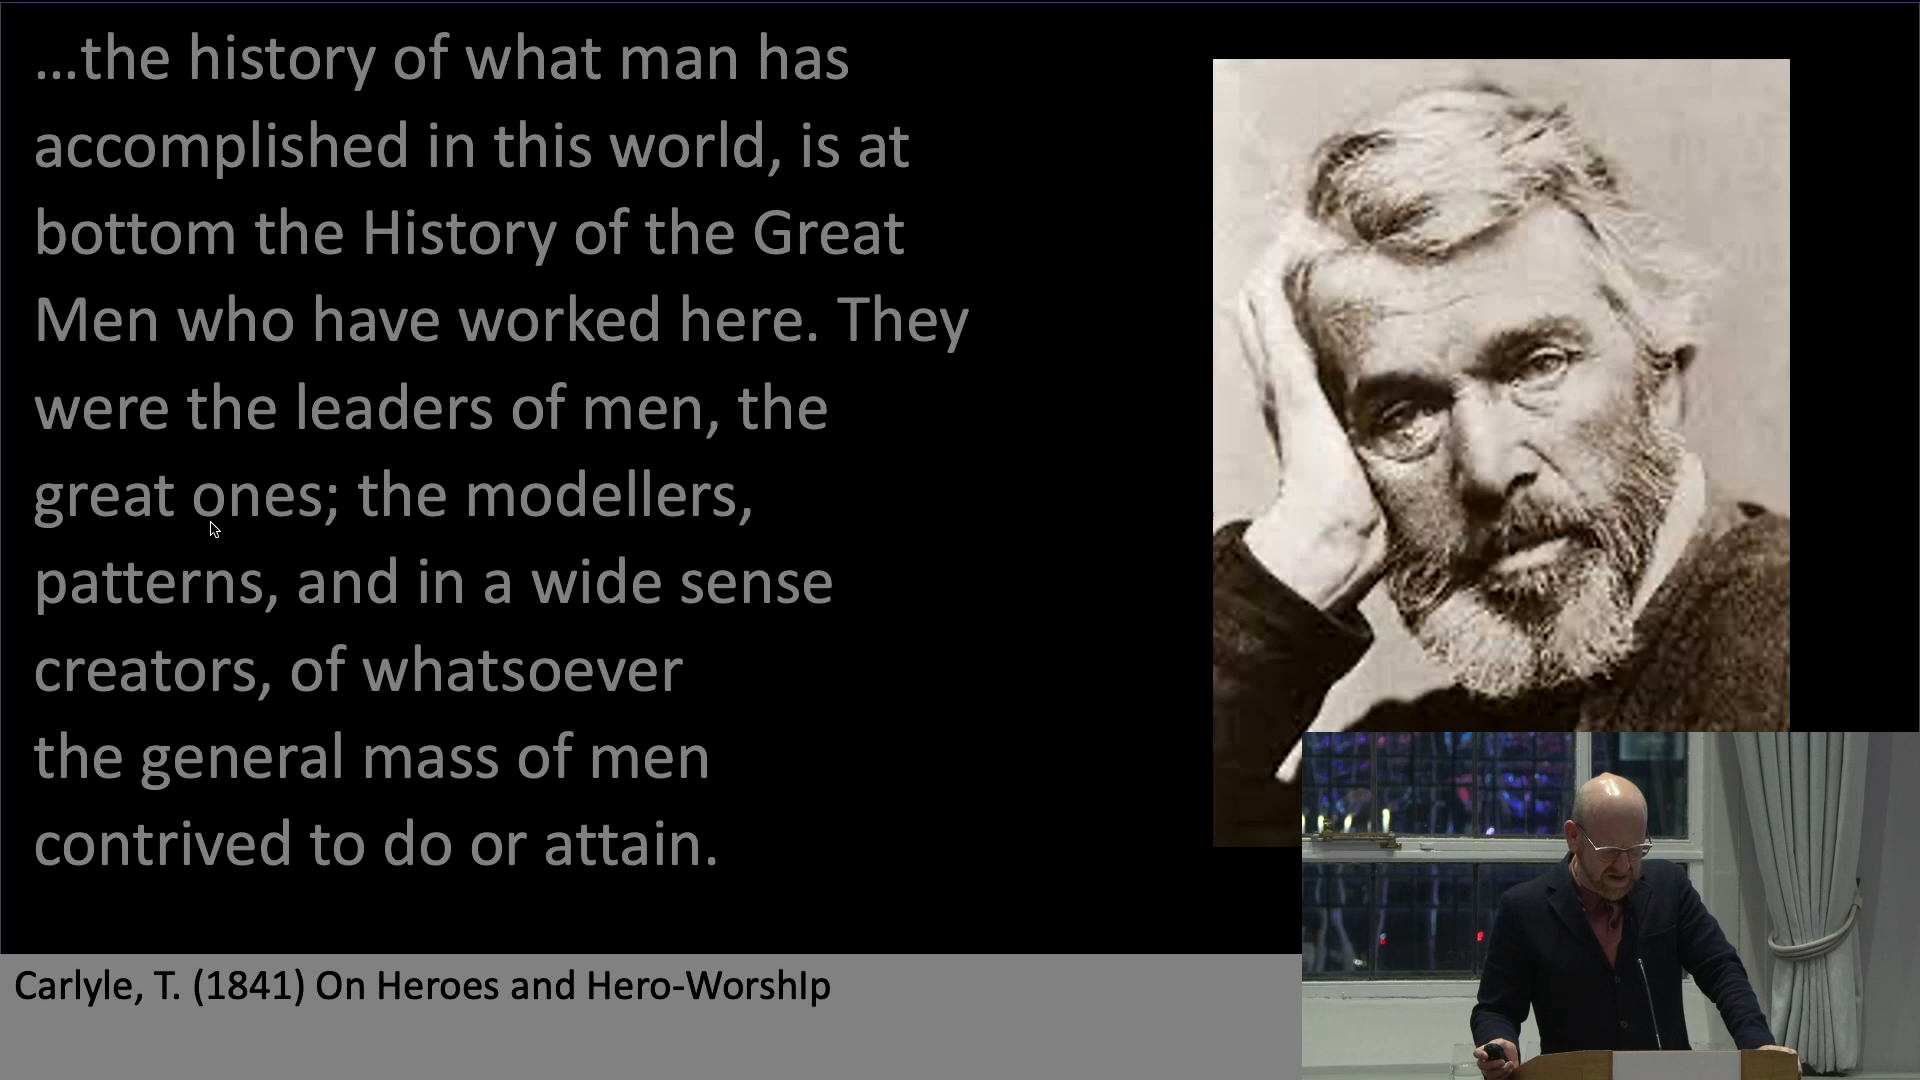 ...the history of what man has
accomplished in this world, is at
bottom the History of the Great
Men who have worked here. They
were the leaders of men, the
great ones; the modellers,
patterns, and in a wide sense
creators, of whatsoever
the general mass of men
contrived to do or attain.
Carlyle, T. (1841) On Heroes and Hero-WorshIp